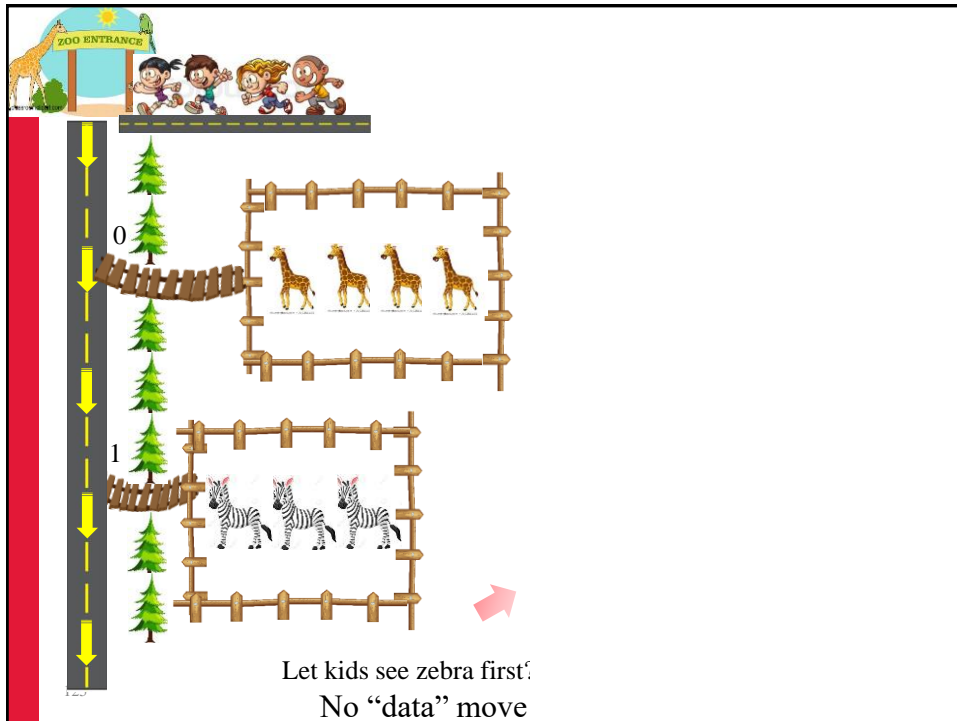 ZOO ENTRANCE
0
1
Let kids see zebra first?
No “data” move